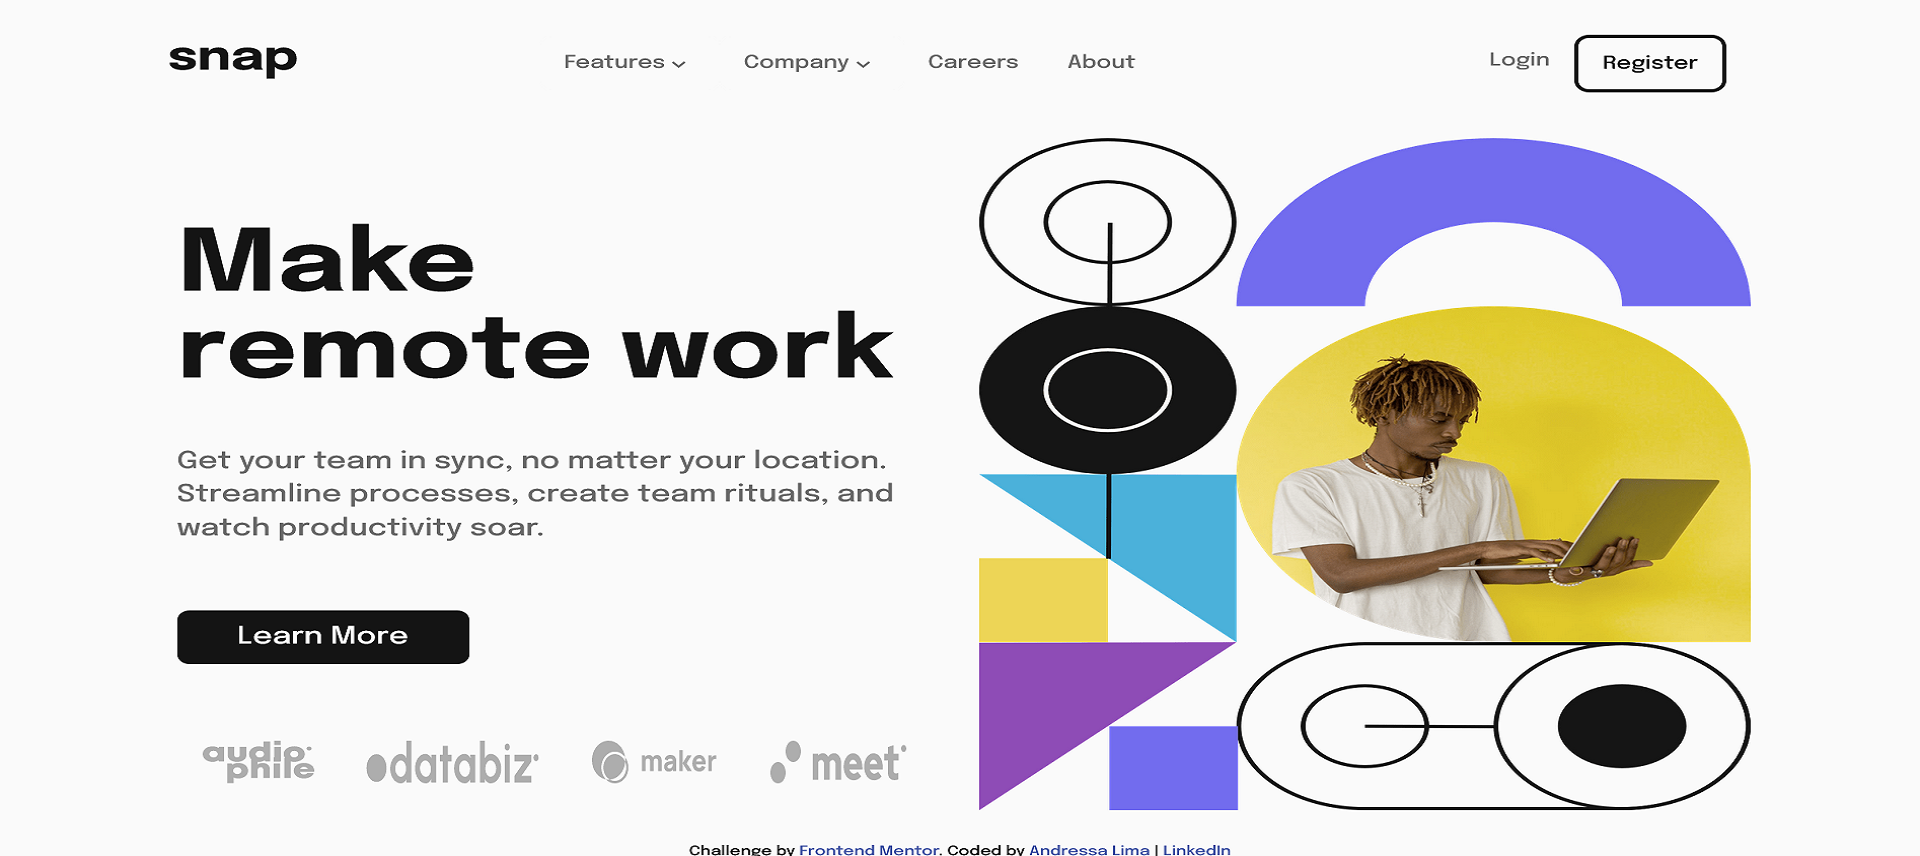 snap
Features
Company
Careers
About
Login
Register
Make
remote work
Get your team in sync, no matter your location.
Streamline processes, create team rituals, and
watch productivity soar.
Learn More
audio
phile
databiz
maker
meet
Challenge by Frontend Mentor. Coded by Andressa Lima | LinkedIn